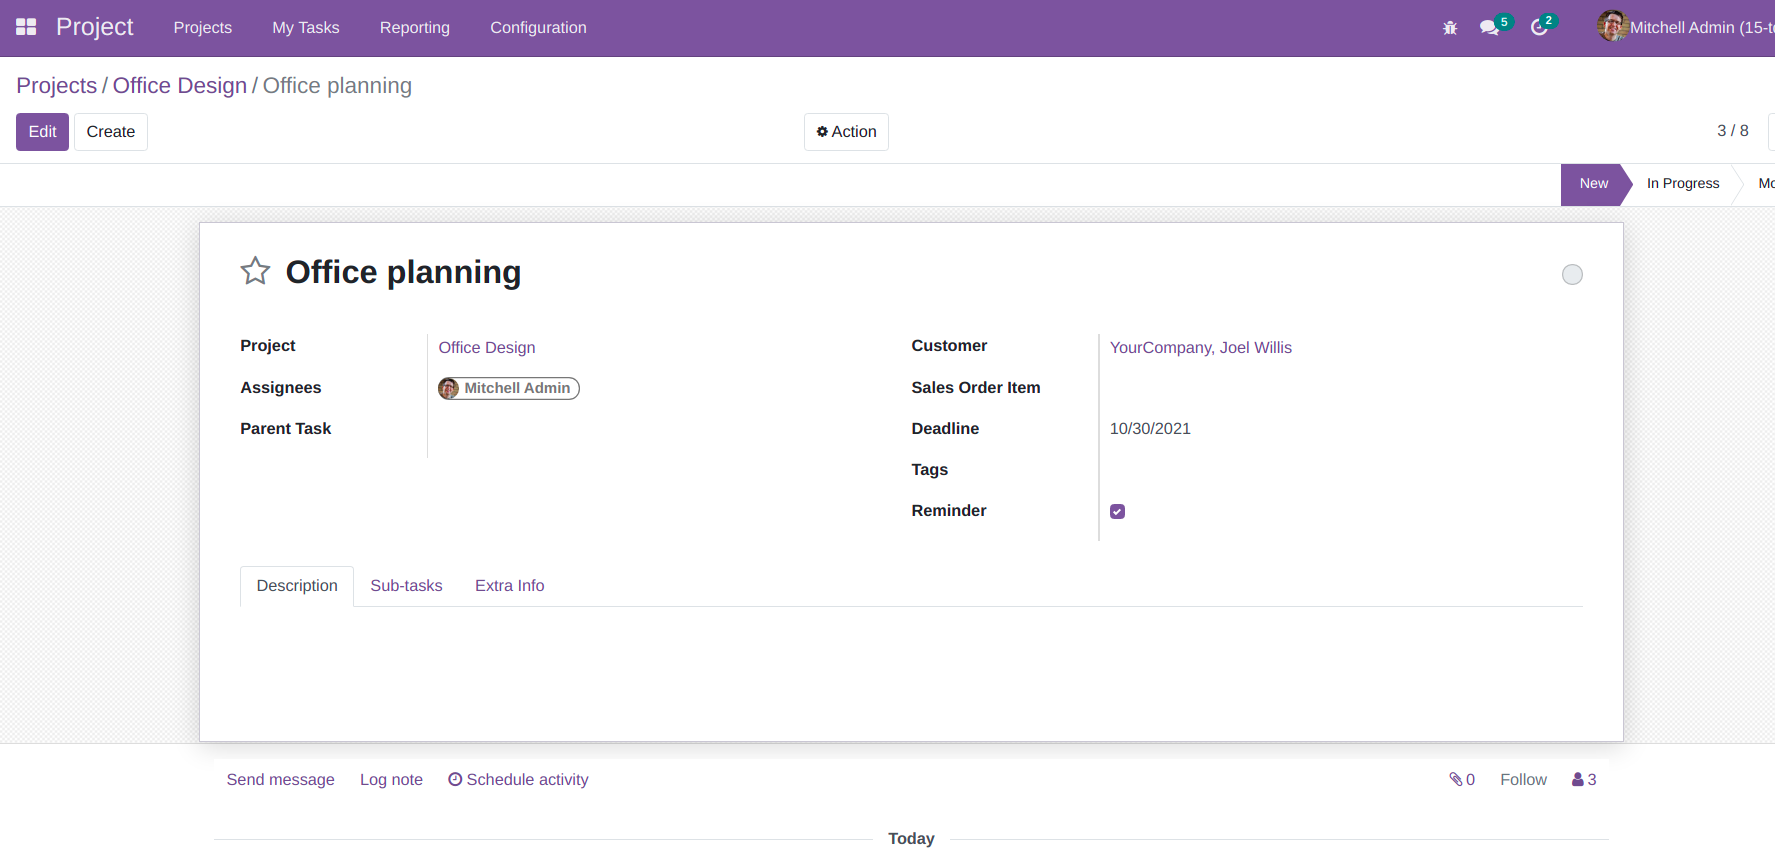 Project Projects My Tasks Reporting Configuration 5 2 Mitchell Admin (15-t
Projects / Office Design / Office planning
Edit Create Action 3 / 8
New In Progress Mo
Office planning
Project Office Design
Assignees Mitchell Admin
Parent Task
Customer YourCompany, Joel Willis
Sales Order Item
Deadline 10/30/2021
Tags
Reminder
Description Sub-tasks Extra Info
Send message Log note Schedule activity 0 Follow 3
Today